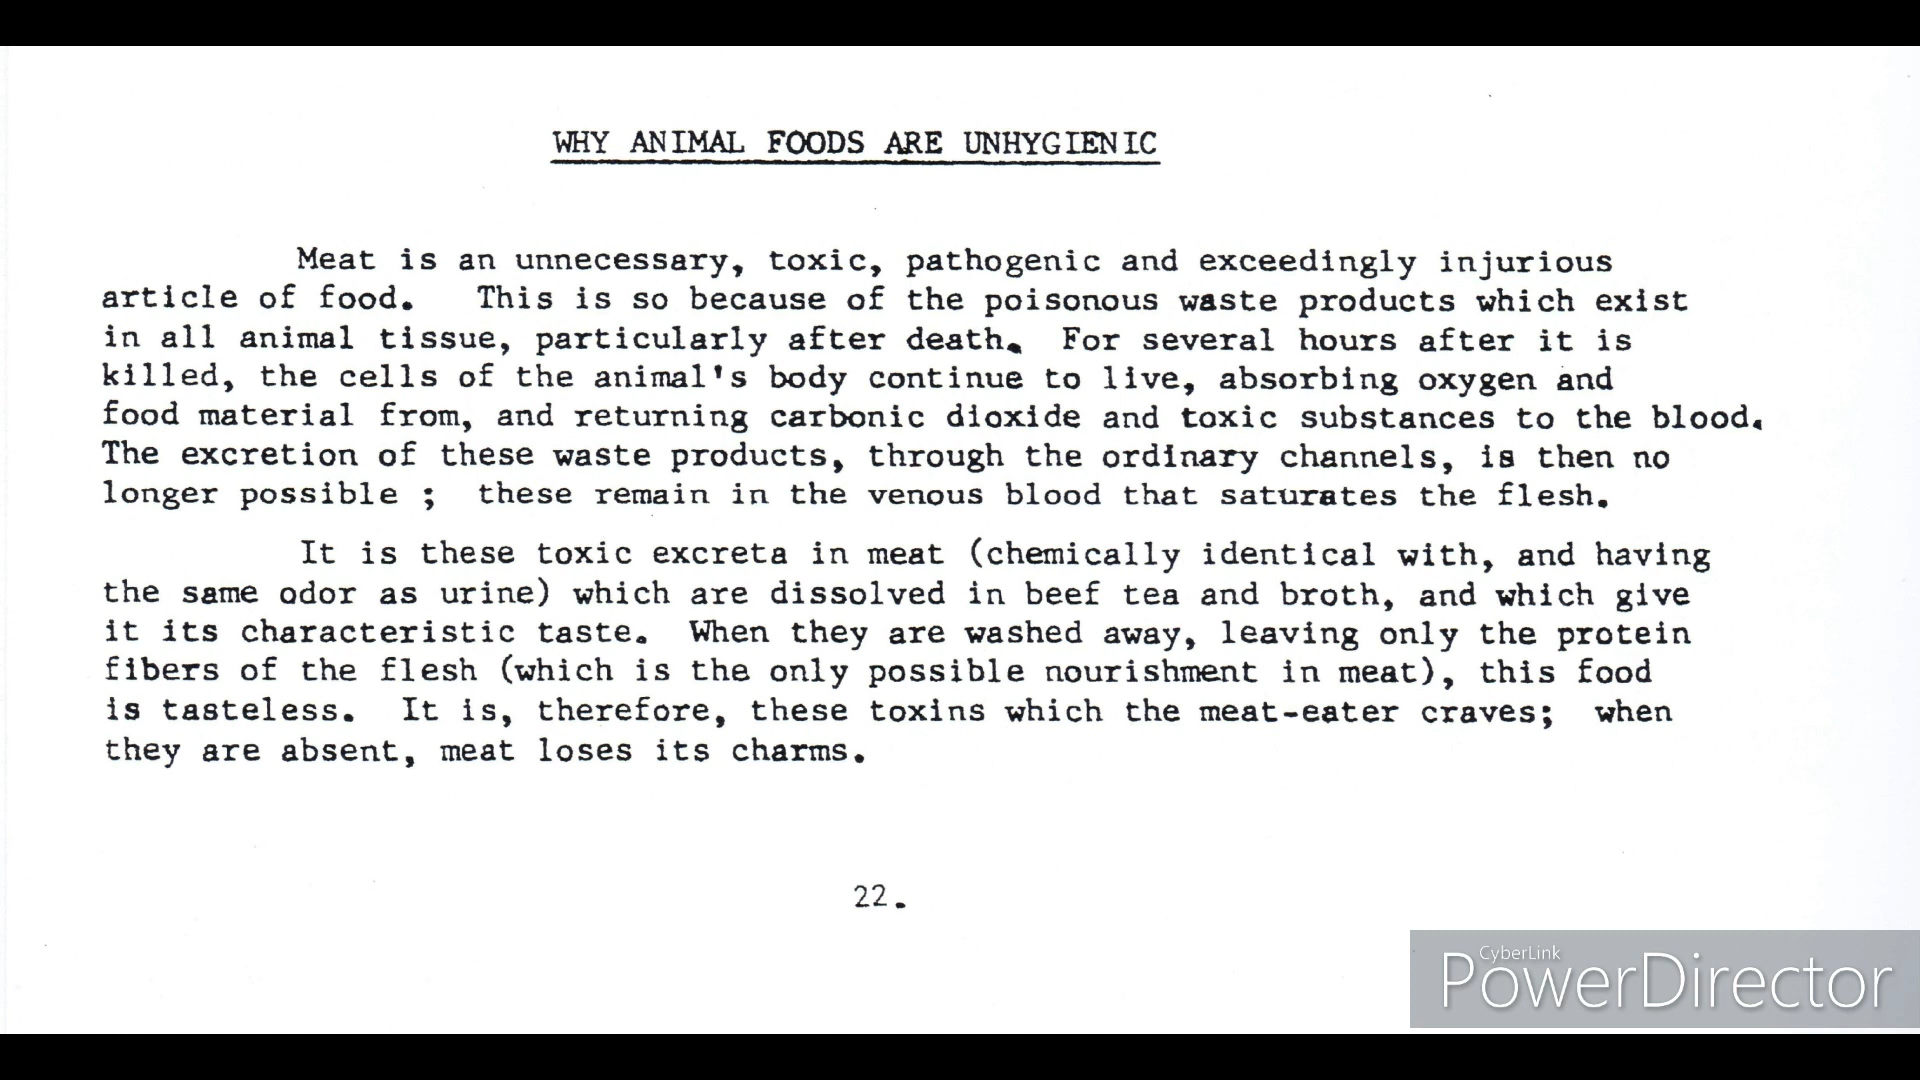 WHY ANIMAL FOODS ARE UNHYGIENIC
Meat is an unnecessary, toxic, pathogenic and exceedingly injurious
article of food. This is so because of the poisonous waste products which exist
in all animal tissue, particularly after death. For several hours after it is
killed, the cells of the animal's body continue to live, absorbing oxygen and
food material from, and returning carbonic dioxide and toxic substances to the blood.
The excretion of these waste products, through the ordinary channels, is then no
longer possible ; these remain in the venous blood that saturates the flesh.
It is these toxic excreta in meat (chemically identical with, and having
the same odor as urine) which are dissolved in beef tea and broth, and which give
it its characteristic taste. When they are washed away, leaving only the protein
fibers of the flesh (which is the only possible nourishment in meat), this food
is tasteless. It is, therefore, these toxins which the meat-eater craves; when
they are absent, meat loses its charms.
22.
CyberLink
PowerDirector